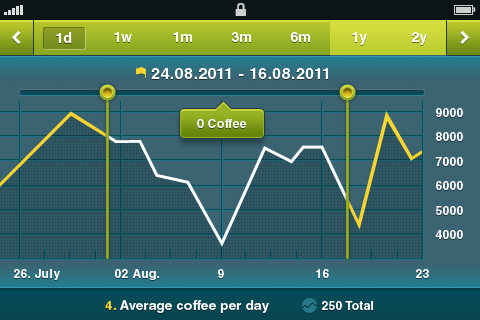 1d 1w 1m 3m 6m 1y 2y
24.08.2011 - 16.08.2011
0 Coffee
9000
8000
7000
6000
5000
4000
26. July 02 Aug. 9 16 23
4. Average coffee per day 250 Total